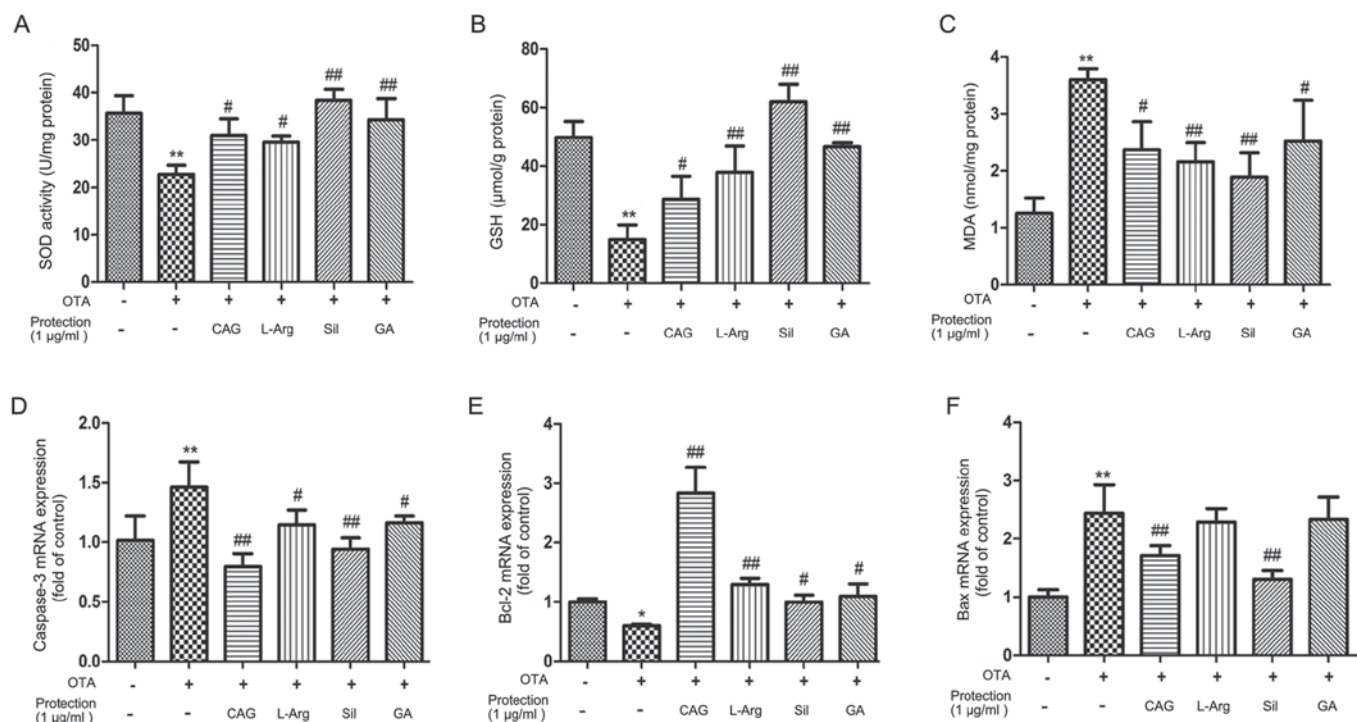 A
SOD activity (U/mg protein)
50
40
30
20
10
0
**
#
#
##
##
OTA - + + + + +
Protection
(1 µg/ml ) - - CAG L-Arg Sil GA
B
GSH (µmol/g protein)
80
60
40
20
0
**
#
##
##
##
OTA - + + + + +
Protection
(1 µg/ml ) - - CAG L-Arg Sil GA
C
MDA (nmol/mg protein)
4
3
2
1
0
**
#
##
##
#
OTA - + + + + +
Protection
(1 µg/ml ) - - CAG L-Arg Sil GA
D
Caspase-3 mRNA expression
(fold of control)
2.0
1.5
1.0
0.5
0.0
**
##
#
##
#
OTA - + + + + +
Protection
(1 µg/ml ) - - CAG L-Arg Sil GA
E
Bcl-2 mRNA expression
(fold of control)
4
3
2
1
0
*
##
##
#
#
OTA - + + + + +
Protection
(1 µg/ml ) - - CAG L-Arg Sil GA
F
Bax mRNA expression
(fold of control)
4
3
2
1
0
**
##
##
OTA - + + + + +
Protection
(1 µg/ml ) - - CAG L-Arg Sil GA